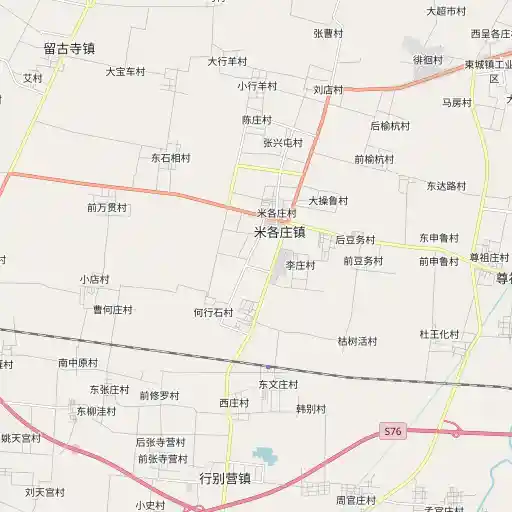 大超市村
张曹村
西呈各庄村
留古寺镇
大行羊村
徘徊村
東城镇工业区
艾村
大宝车村
小行羊村
刘店村
马房村
陈庄村
后榆杭村
张兴屯村
东石相村
前榆杭村
东达路村
大操鲁村
前万贯村
米各庄村
米各庄镇
后豆务村
东申鲁村
尊祖庄村
前豆务村
前申鲁村
李庄村
小店村
曹何庄村
何行石村
枯树活村
杜王化村
南中原村
东文庄村
东张庄村
前修罗村
西庄村
韩别村
东柳洼村
S76
姚天宫村
后张寺营村
前张寺营村
行别营镇
刘天宫村
小史村
周官庄村
孟官庄村